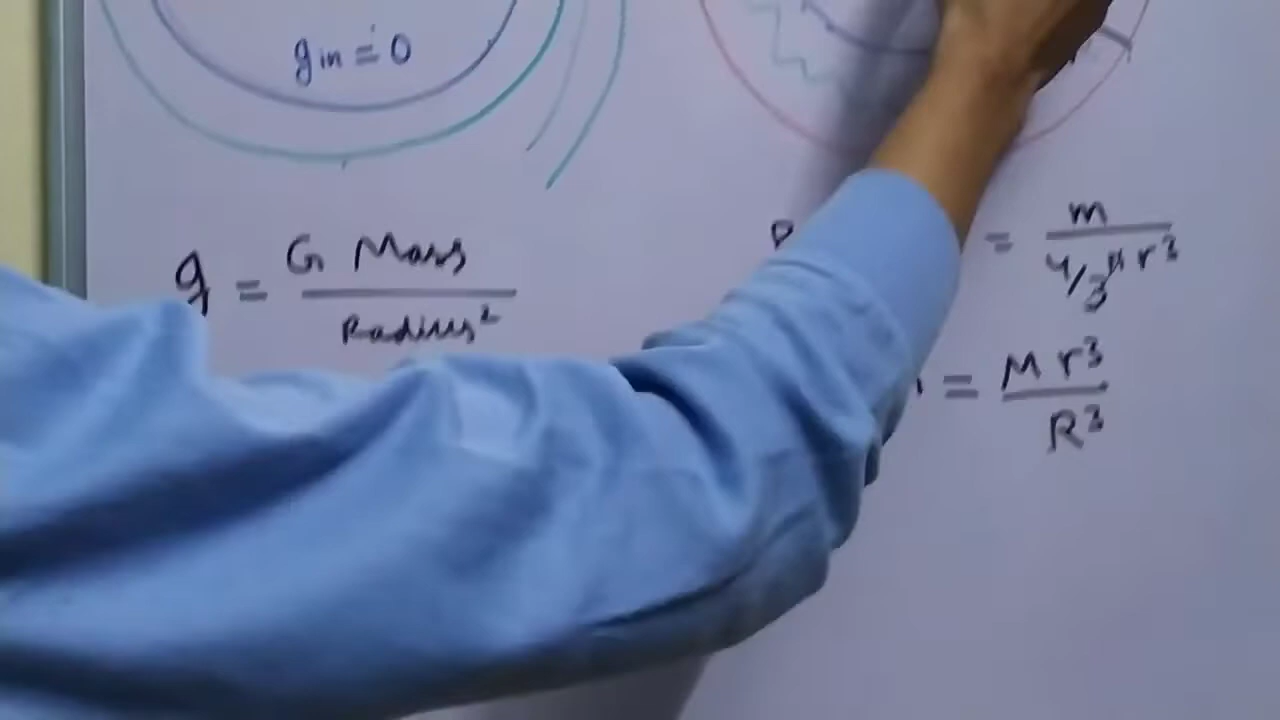 g in = 0
g = G Mass / Radius²
= m / 4/3 π r³
= M r³ / R³